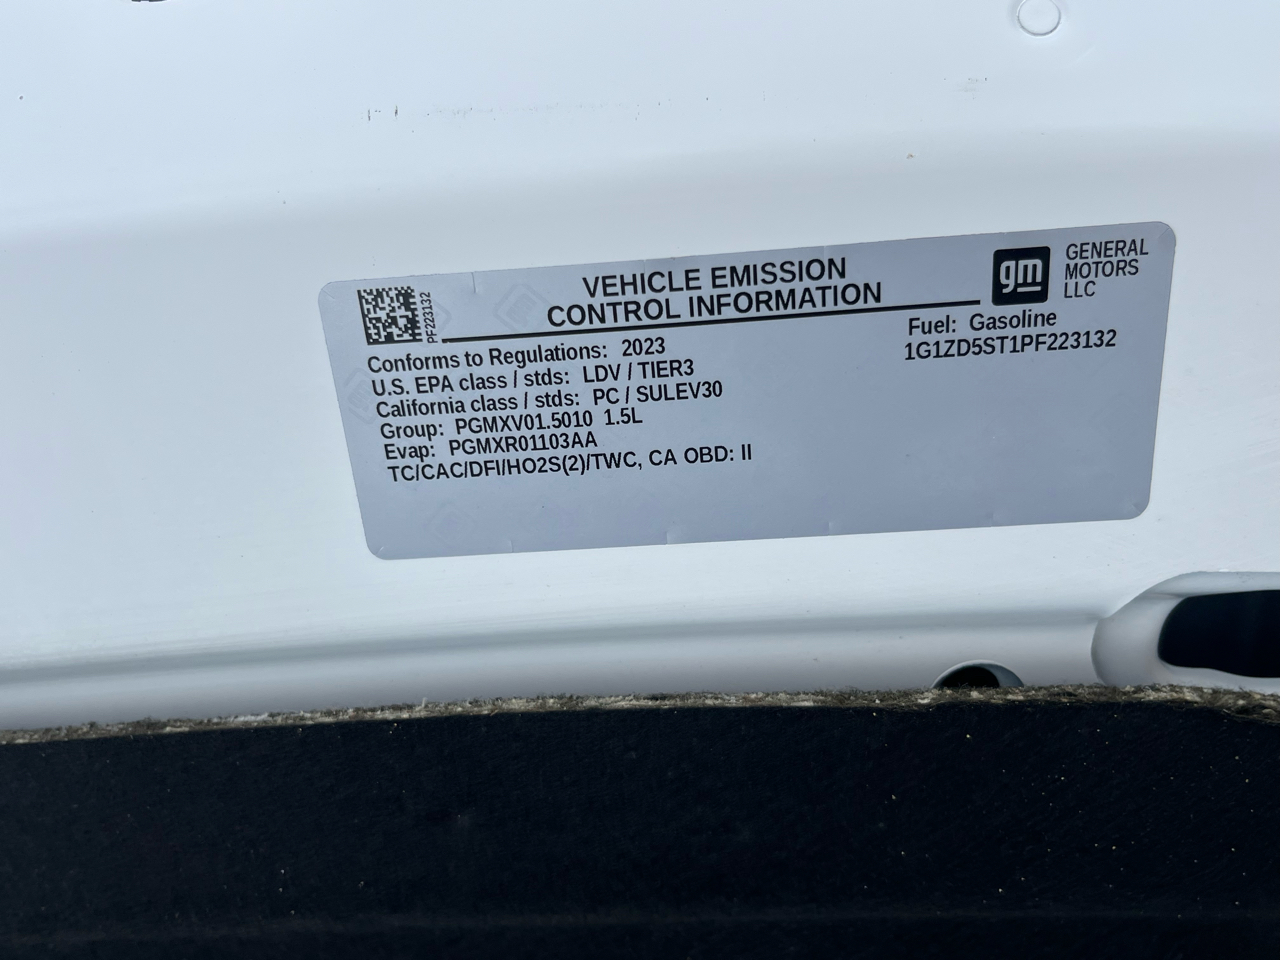 VEHICLE EMISSION
CONTROL INFORMATION
gm
GENERAL
MOTORS
LLC
PF223132
Conforms to Regulations: 2023
U.S. EPA class / stds: LDV / TIER3
California class / stds: PC / SULEV30
Group: PGMXV01.5010 1.5L
Evap: PGMXR01103AA
TC/CAC/DFI/HO2S(2)/TWC, CA OBD: II
Fuel: Gasoline
1G1ZD5ST1PF223132